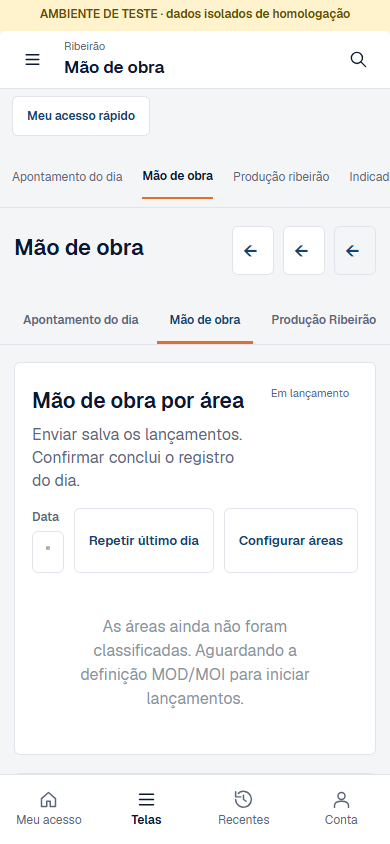 AMBIENTE DE TESTE · dados isolados de homologação
Ribeirão
Mão de obra
Meu acesso rápido
Apontamento do dia Mão de obra Produção ribeirão Indicad
Mão de obra
Apontamento do dia Mão de obra Produção Ribeirão
Mão de obra por área
Em lançamento
Enviar salva os lançamentos.
Confirmar conclui o registro
do dia.
Data
Repetir último dia Configurar áreas
As áreas ainda não foram
classificadas. Aguardando a
definição MOD/MOI para iniciar
lançamentos.
Meu acesso Telas Recentes Conta